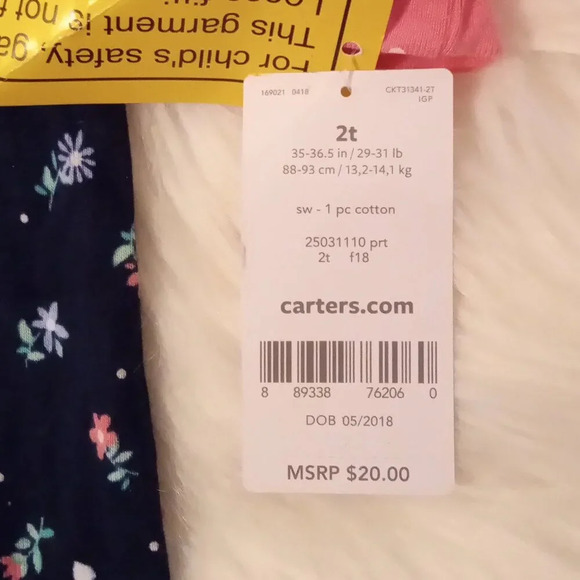 For child's safety, ga
This garment is not f
169021 0418 CKT31341-2T
IGP
2t
35-36.5 in / 29-31 lb
88-93 cm / 13,2-14,1 kg
sw - 1 pc cotton
25031110 prt
2t f18
carters.com
8 89338 76206 0
DOB 05/2018
MSRP $20.00